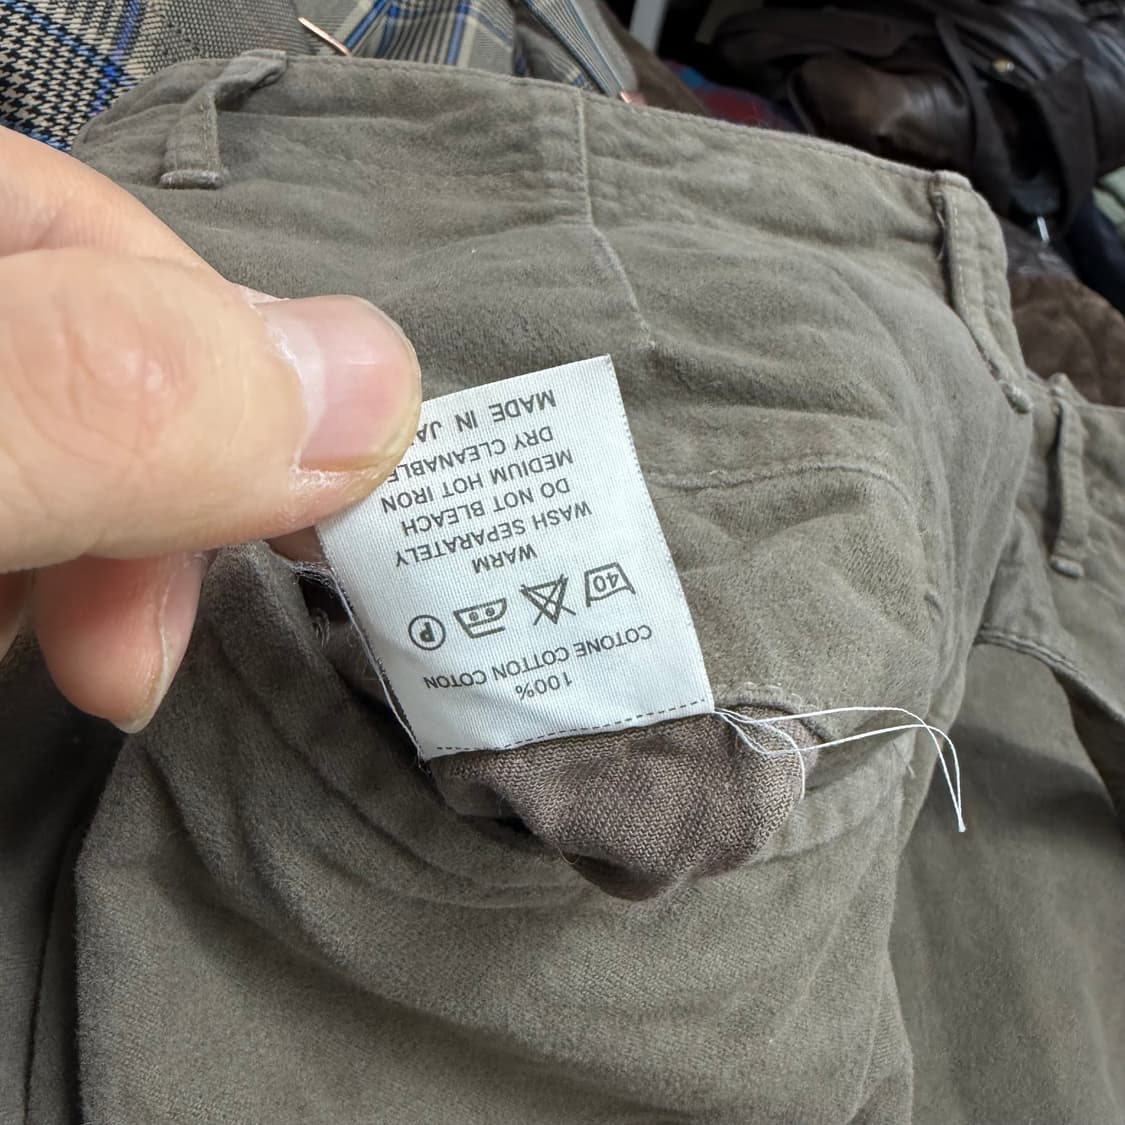 100%
COTONE COTTON COTON
40 P
WARM
WASH SEPARATELY
DO NOT BLEACH
MEDIUM HOT IRON
DRY CLEANABLE
MADE IN